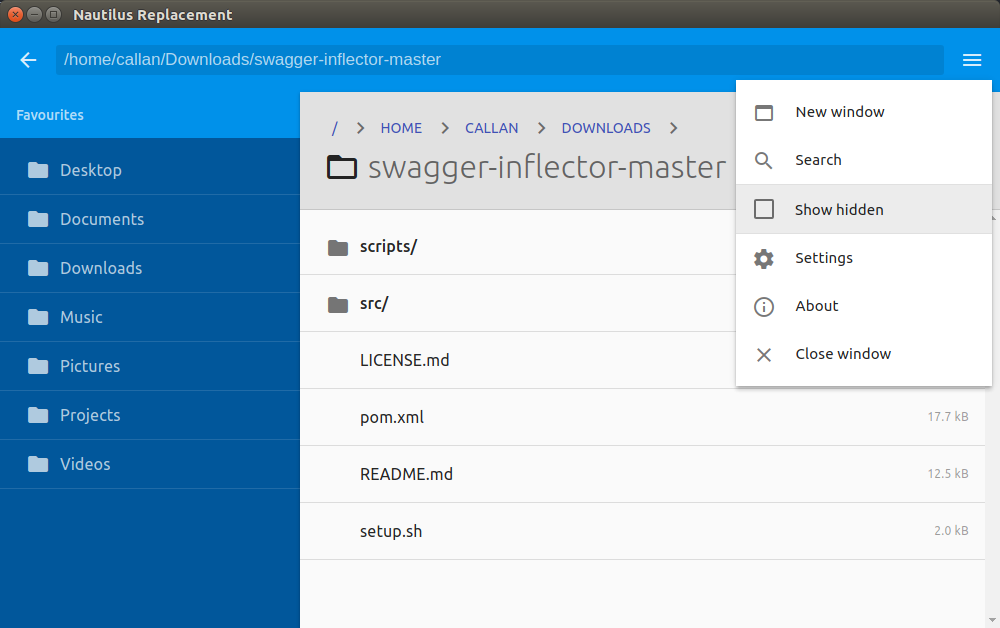 Nautilus Replacement
/home/callan/Downloads/swagger-inflector-master
Favourites
Desktop
Documents
Downloads
Music
Pictures
Projects
Videos
/ HOME CALLAN DOWNLOADS
swagger-inflector-master
scripts/
src/
LICENSE.md
pom.xml 17.7 kB
README.md 12.5 kB
setup.sh 2.0 kB
New window
Search
Show hidden
Settings
About
Close window